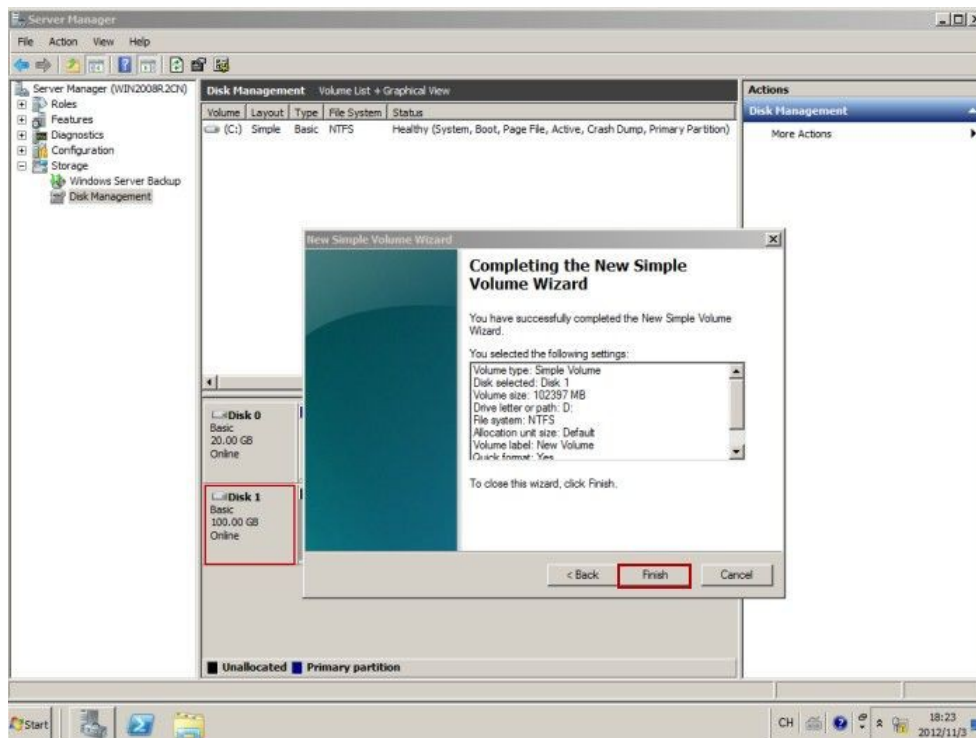 Server Manager
File Action View Help
Server Manager (WIN2008R2CN)
Roles
Features
Diagnostics
Configuration
Storage
Windows Server Backup
Disk Management
Disk Management Volume List + Graphical View
Volume Layout Type File System Status
(C:) Simple Basic NTFS Healthy (System, Boot, Page File, Active, Crash Dump, Primary Partition)
Actions
Disk Management
More Actions
New Simple Volume Wizard
Completing the New Simple
Volume Wizard
You have successfully completed the New Simple Volume
Wizard.
You selected the following settings:
Volume type: Simple Volume
Disk selected: Disk 1
Volume size: 102397 MB
Drive letter or path: D:
File system: NTFS
Allocation unit size: Default
Volume label: New Volume
Quick format: Yes
To close this wizard, click Finish.
< Back Finish Cancel
Disk 0
Basic
20.00 GB
Online
Disk 1
Basic
100.00 GB
Online
Unallocated Primary partition
Start
CH
18:23
2012/11/3